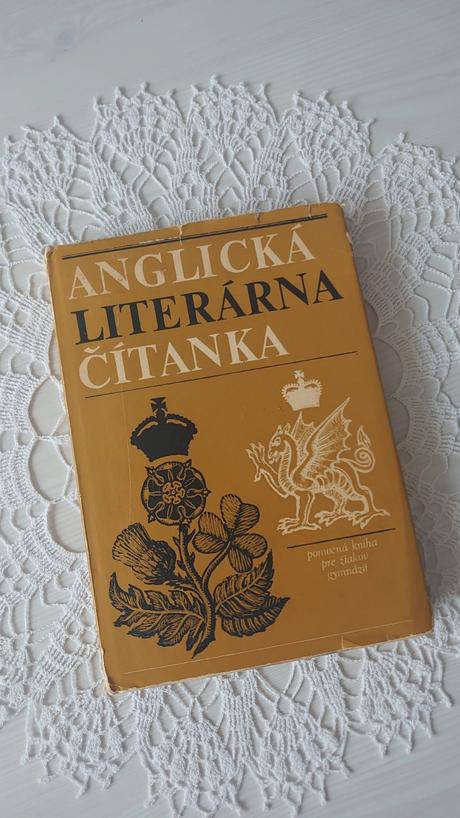 ANGLICKÁ
LITERÁRNA
ČÍTANKA
pomocná kniha
pre žiakov
gymnázií